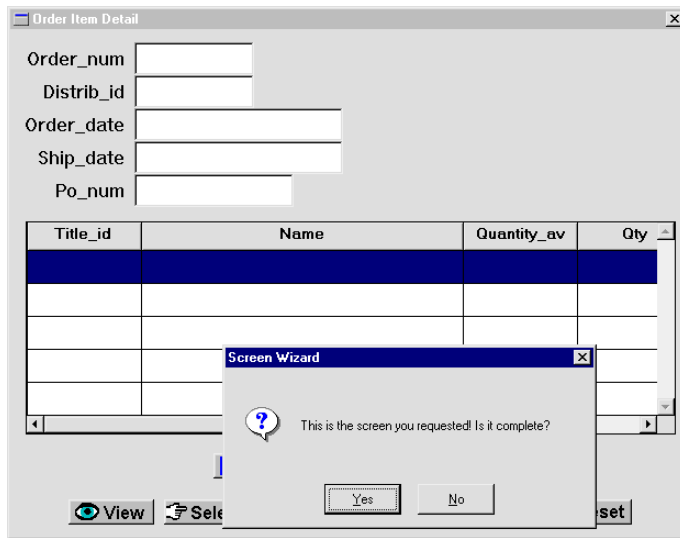 Order Item Detail
Order_num
Distrib_id
Order_date
Ship_date
Po_num
Title_id Name Quantity_av Qty
Screen Wizard
This is the screen you requested! Is it complete?
Yes No
View